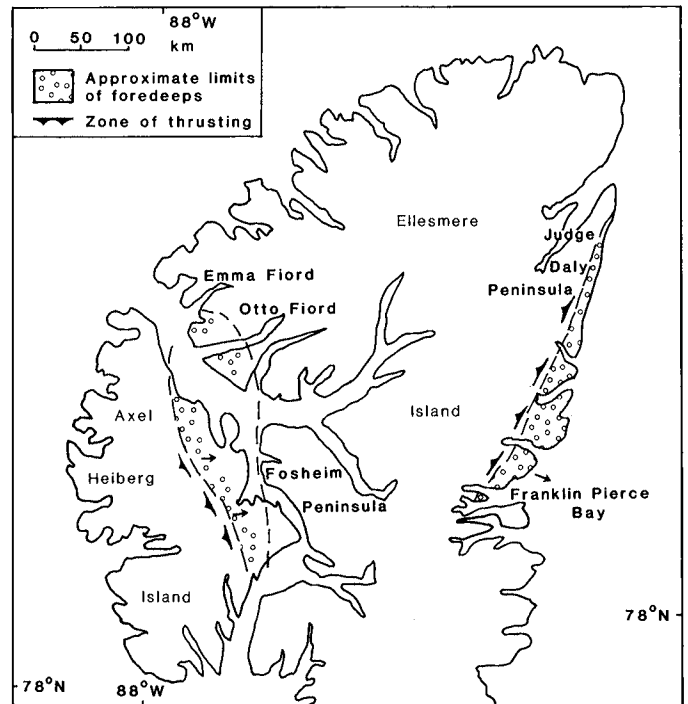 88°W
0 50 100
km
Approximate limits
of foredeeps
Zone of thrusting
Ellesmere
Judge
Daly
Peninsula
Emma Fiord
Otto Fiord
Axel
Island
Heiberg
Fosheim
Peninsula
Franklin Pierce
Bay
Island
78°N
78°N
88°W